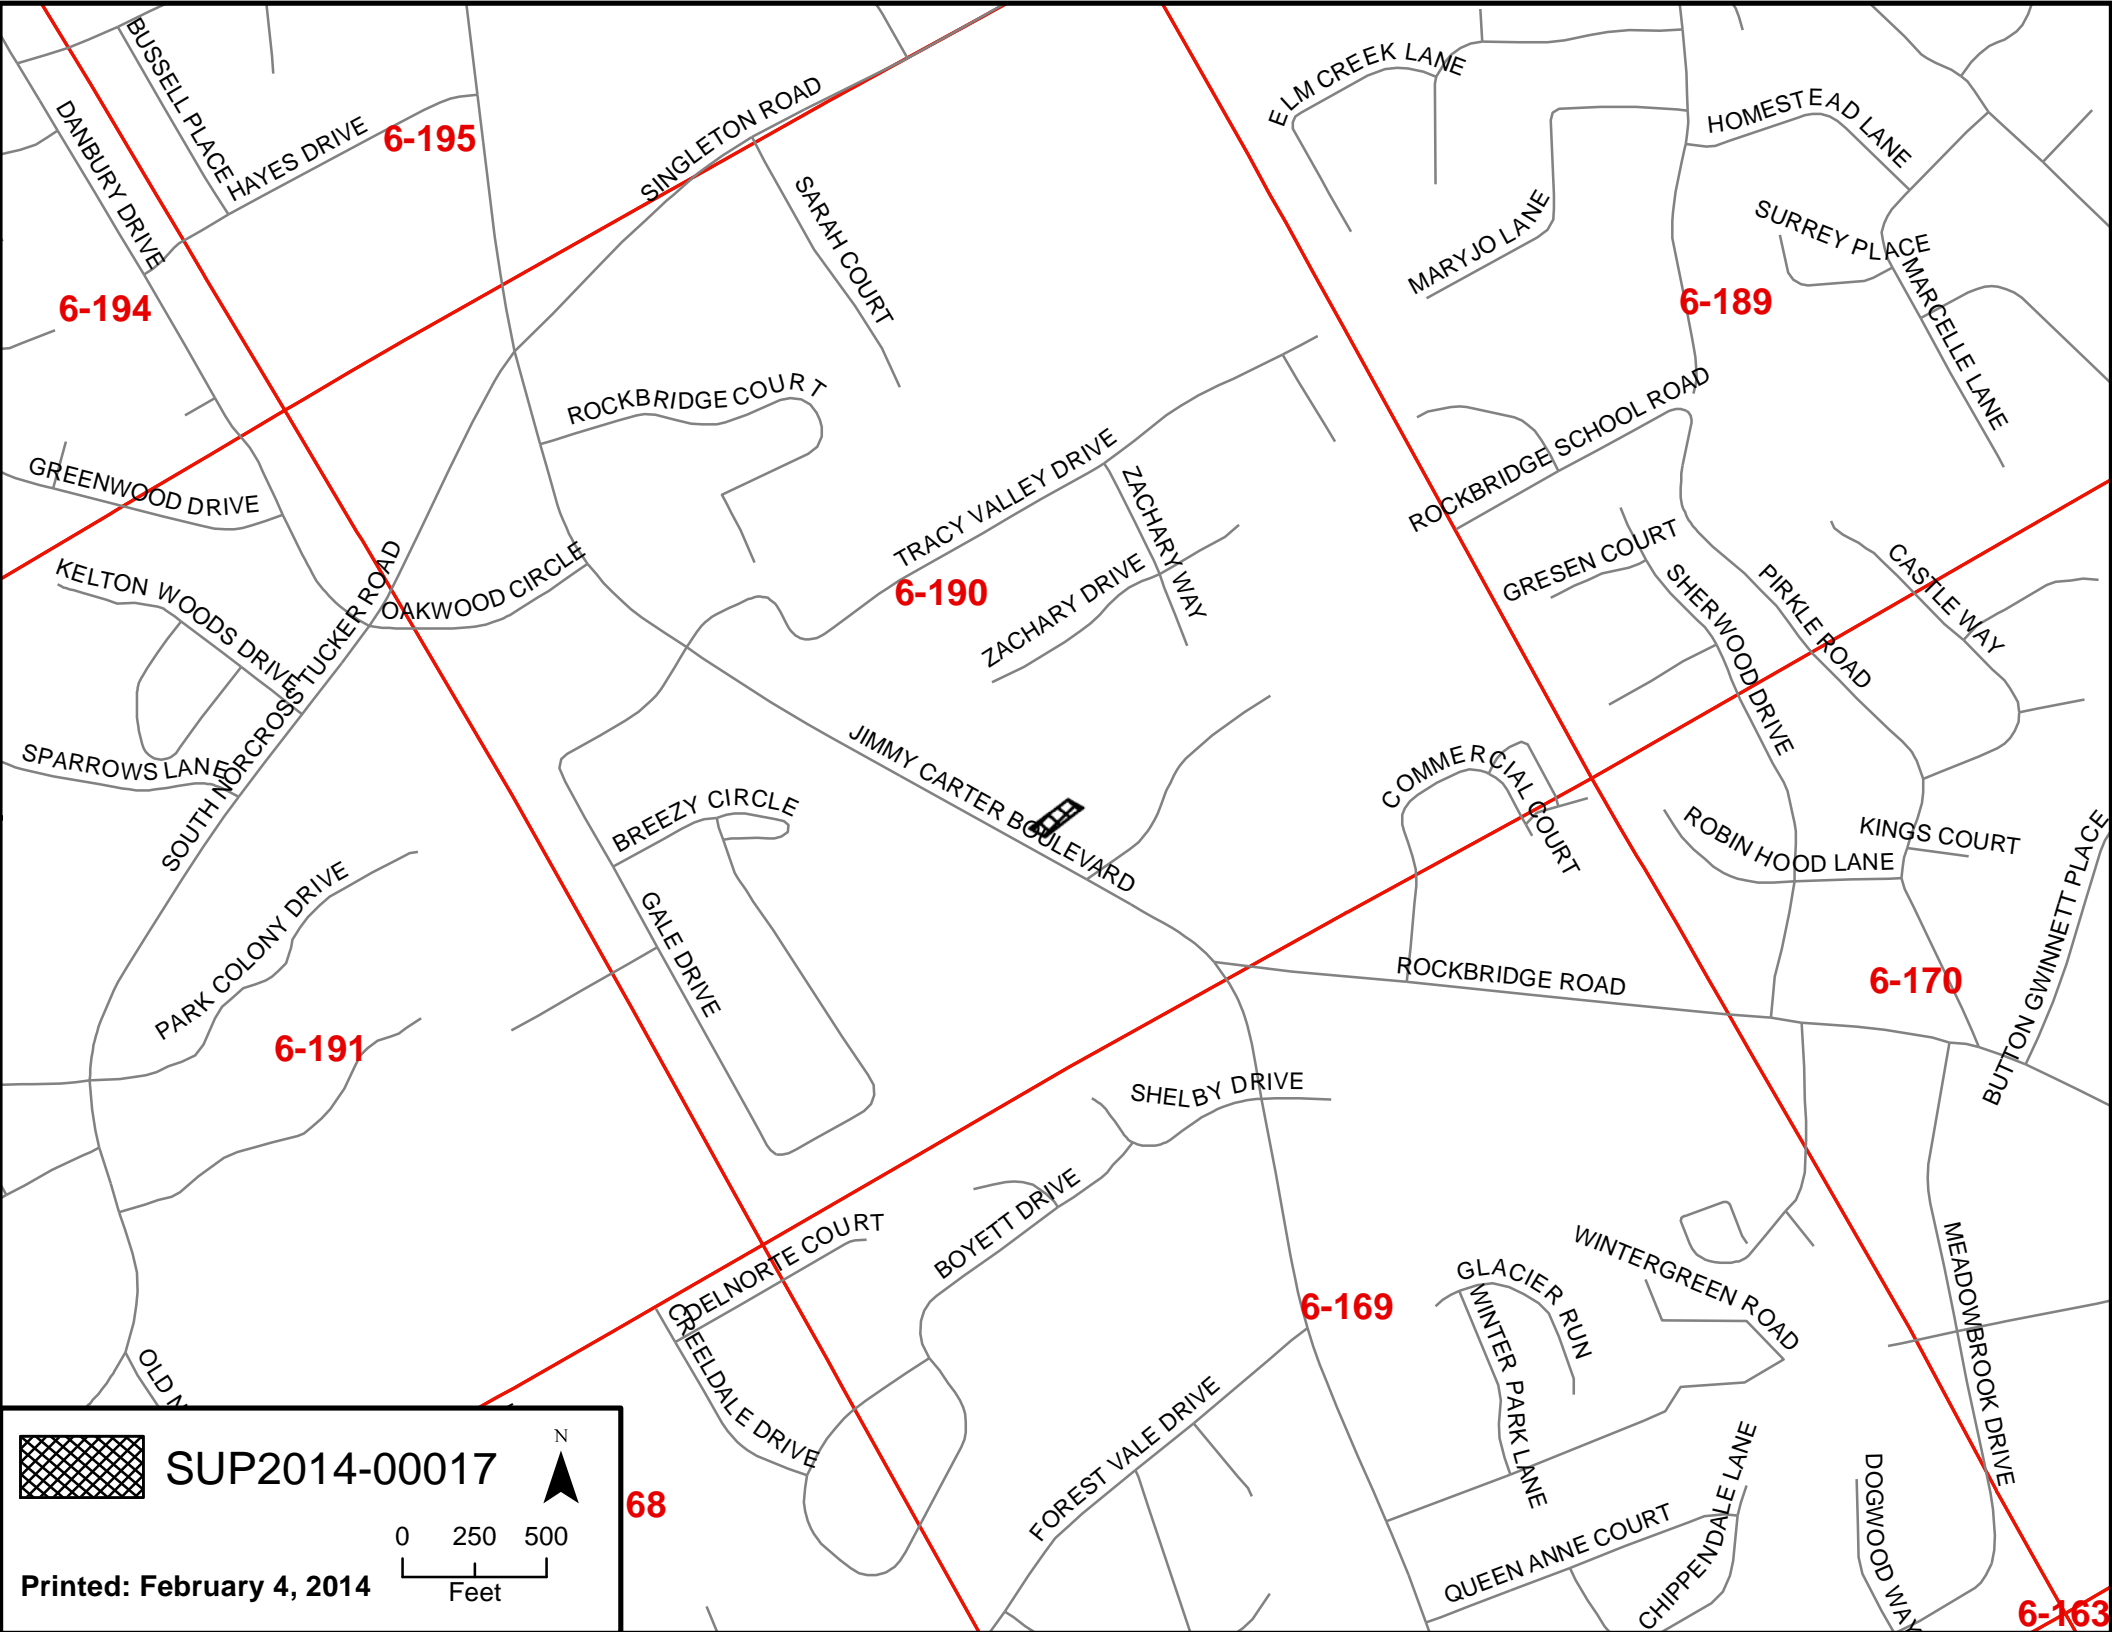 BUSSELL PLACE
DANBURY DRIVE
HAYES DRIVE
6-195
SINGLETON ROAD
SARAH COURT
ELM CREEK LANE
HOMESTEAD LANE
MARYJO LANE
SURREY PLACE
MARCELLE LANE
6-194
6-189
ROCKBRIDGE COURT
ROCKBRIDGE SCHOOL ROAD
GREENWOOD DRIVE
TRACY VALLEY DRIVE
ZACHARY WAY
ZACHARY DRIVE
6-190
KELTON WOODS DRIVE
OAKWOOD CIRCLE
SOUTH NORCROSS TUCKER ROAD
SPARROWS LANE
GRESEN COURT
SHERWOOD DRIVE
PIRKLE ROAD
CASTLE WAY
JIMMY CARTER BOULEVARD
COMMERCIAL COURT
BREEZY CIRCLE
GALE DRIVE
ROBIN HOOD LANE
KINGS COURT
BUTTON GWINNETT PLACE
PARK COLONY DRIVE
6-191
ROCKBRIDGE ROAD
6-170
SHELBY DRIVE
BOYETT DRIVE
DELNORTE COURT
CREELDALE DRIVE
6-169
GLACIER RUN
WINTER PARK LANE
WINTERGREEN ROAD
MEADOWBROOK DRIVE
FOREST VALE DRIVE
QUEEN ANNE COURT
CHIPPENDALE LANE
DOGWOOD WAY
6-163
OLD N
68
SUP2014-00017
N
0 250 500
Feet
Printed: February 4, 2014